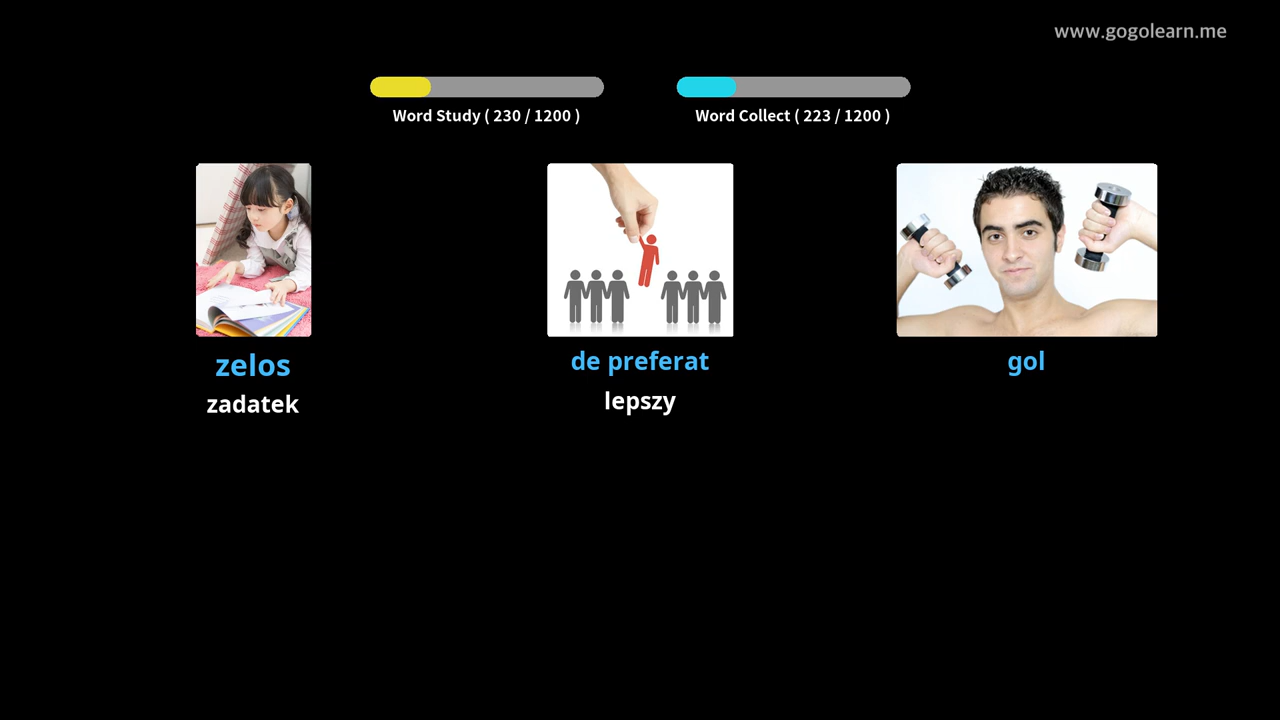 www.gogolearn.me
Word Study ( 230 / 1200 )
Word Collect ( 223 / 1200 )
zelos
zadatek
de preferat
lepszy
gol